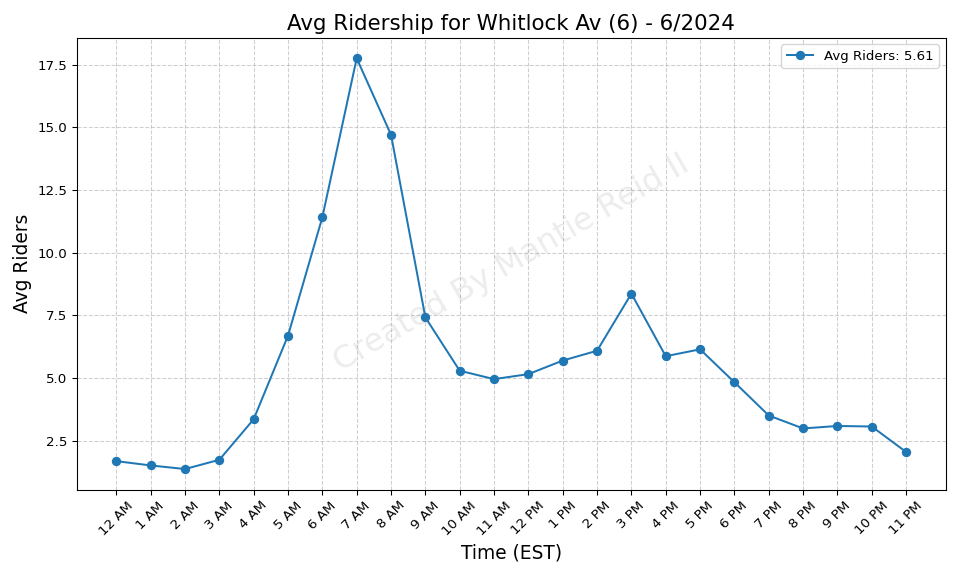 Avg Ridership for Whitlock Av (6) - 6/2024
Avg Riders: 5.61
17.5
15.0
12.5
10.0
7.5
5.0
2.5
Avg Riders
Created By Mantie Reid II
12 AM
1 AM
2 AM
3 AM
4 AM
5 AM
6 AM
7 AM
8 AM
9 AM
10 AM
11 AM
12 PM
1 PM
2 PM
3 PM
4 PM
5 PM
6 PM
7 PM
8 PM
9 PM
10 PM
11 PM
Time (EST)